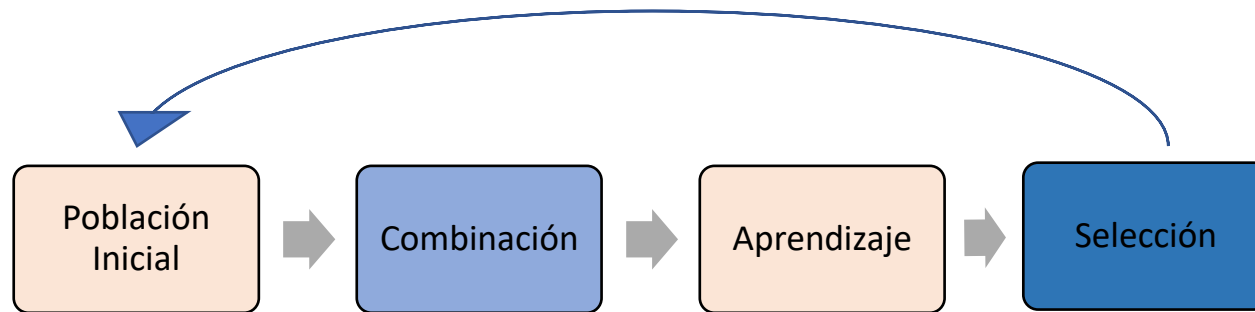 Población
Inicial
Combinación
Aprendizaje
Selección